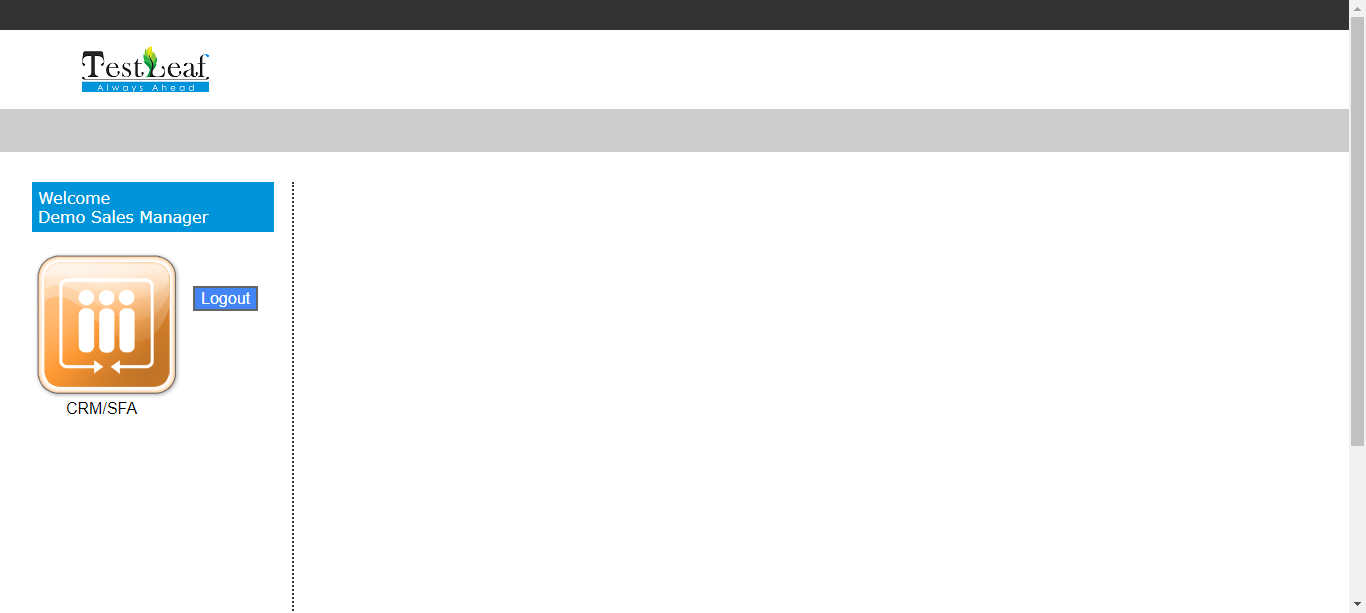 TestLeaf
Always Ahead
Welcome
Demo Sales Manager
Logout
CRM/SFA